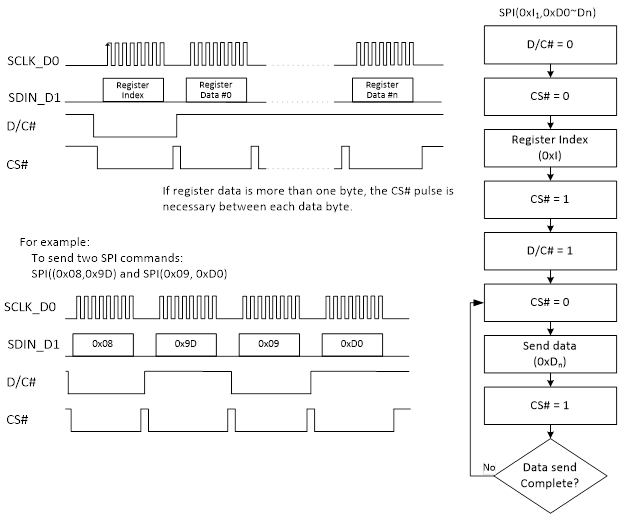 SCLK_D0
SDIN_D1
Register
Index
Register
Data #0
Register
Data #n
D/C#
CS#
If register data is more than one byte, the CS# pulse is
necessary between each data byte.
For example:
To send two SPI commands:
SPI((0x08,0x9D) and SPI(0x09, 0xD0)
SCLK_D0
SDIN_D1
0x08
0x9D
0x09
0xD0
D/C#
CS#
SPI(0xI₁,0xD0~Dn)
D/C# = 0
CS# = 0
Register Index
(0xI)
CS# = 1
D/C# = 1
CS# = 0
Send data
(0xDₙ)
CS# = 1
No
Data send
Complete?